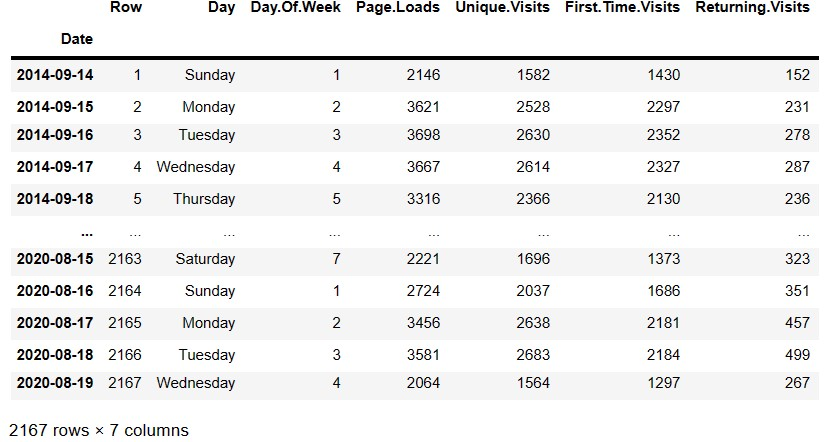 Row Day Day.Of.Week Page.Loads Unique.Visits First.Time.Visits Returning.Visits
Date
2014-09-14 1 Sunday 1 2146 1582 1430 152
2014-09-15 2 Monday 2 3621 2528 2297 231
2014-09-16 3 Tuesday 3 3698 2630 2352 278
2014-09-17 4 Wednesday 4 3667 2614 2327 287
2014-09-18 5 Thursday 5 3316 2366 2130 236
... ... ... ... ... ... ... ...
2020-08-15 2163 Saturday 7 2221 1696 1373 323
2020-08-16 2164 Sunday 1 2724 2037 1686 351
2020-08-17 2165 Monday 2 3456 2638 2181 457
2020-08-18 2166 Tuesday 3 3581 2683 2184 499
2020-08-19 2167 Wednesday 4 2064 1564 1297 267
2167 rows × 7 columns